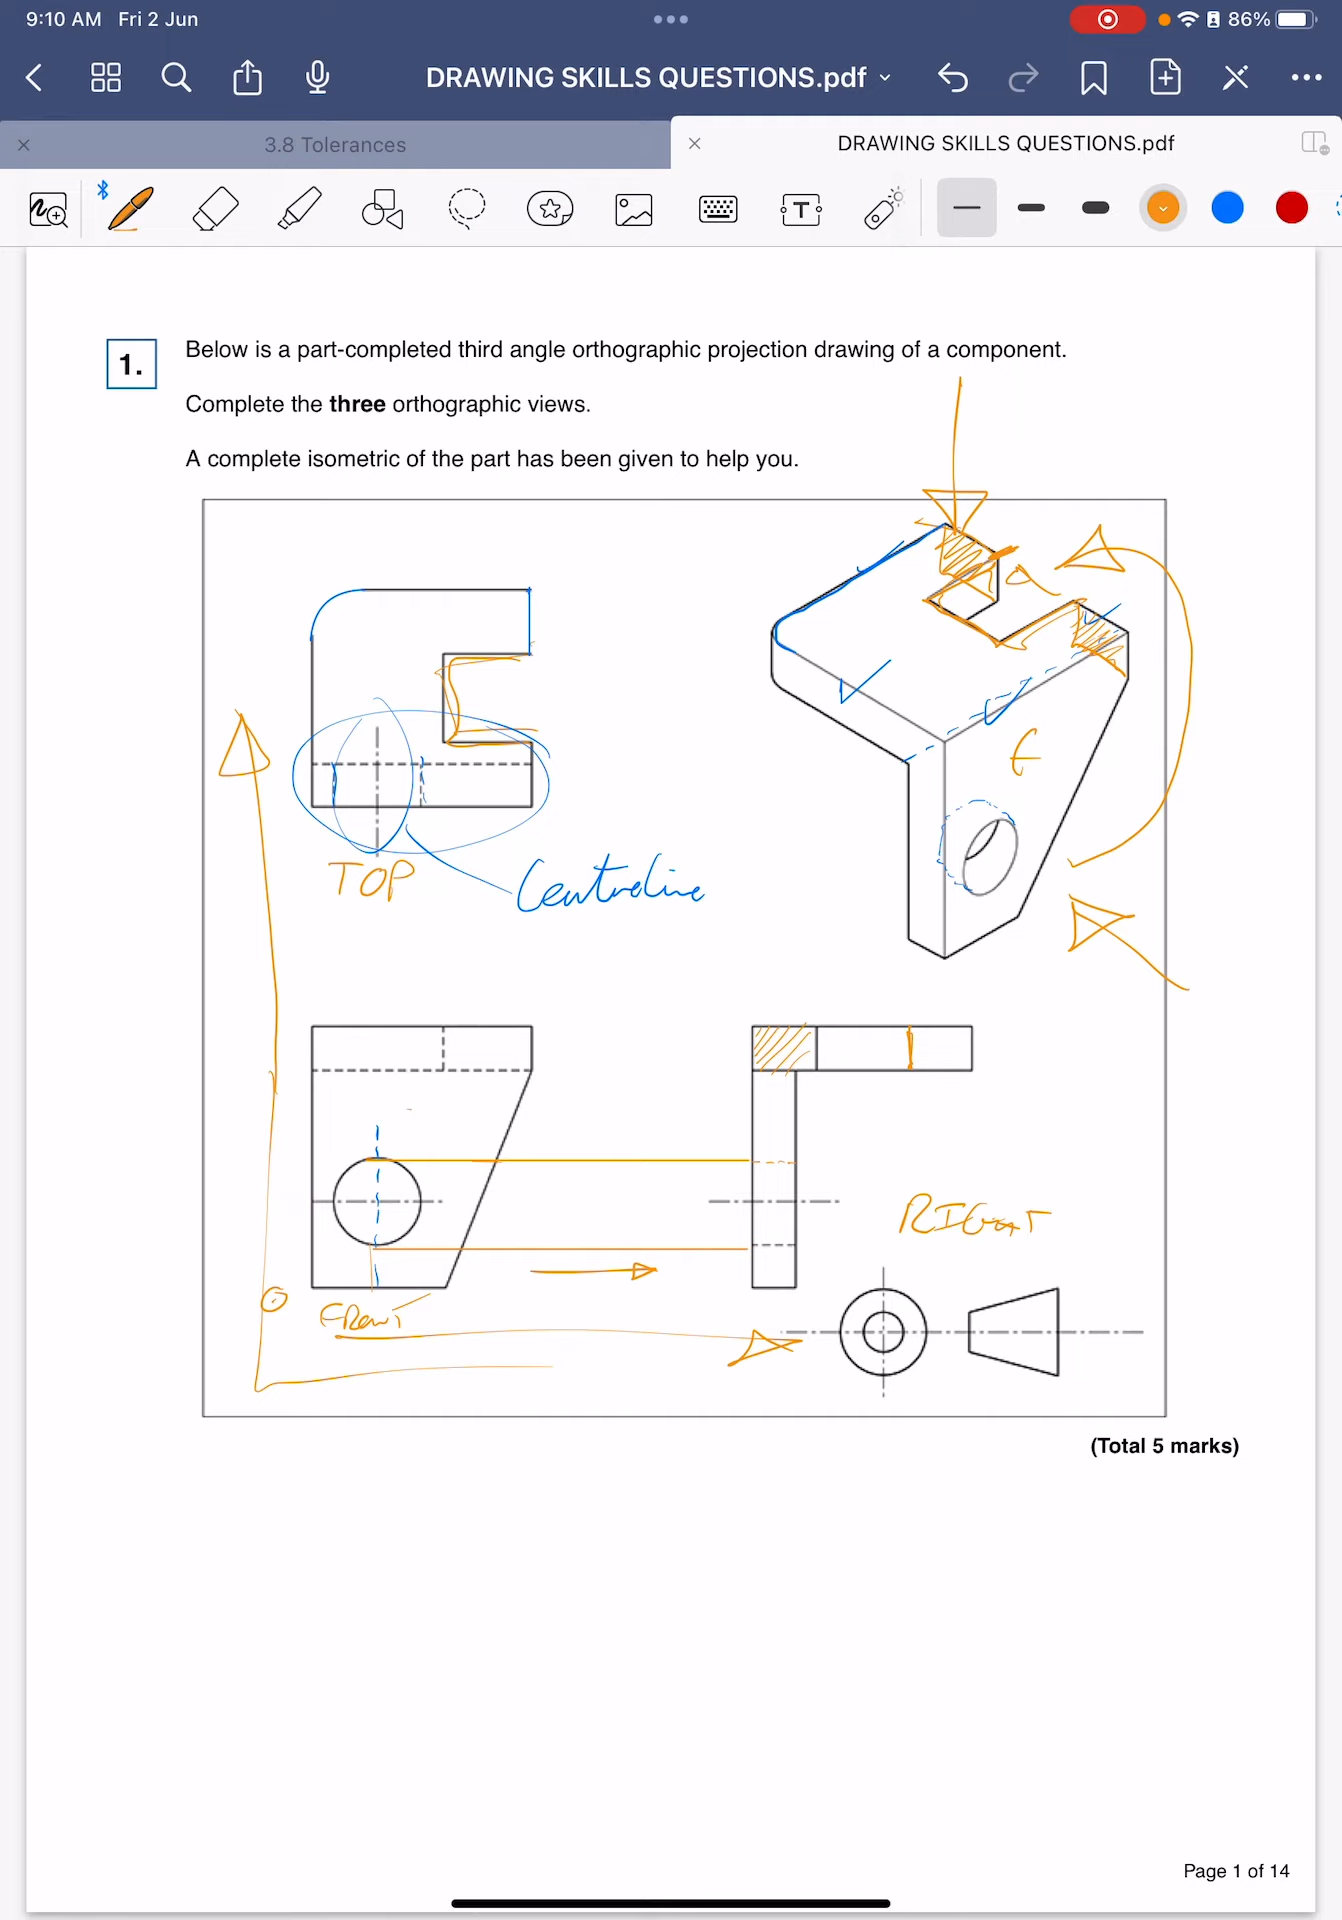 9:10 AM Fri 2 Jun
86%
DRAWING SKILLS QUESTIONS.pdf
3.8 Tolerances
DRAWING SKILLS QUESTIONS.pdf
T
1.
Below is a part-completed third angle orthographic projection drawing of a component.
Complete the three orthographic views.
A complete isometric of the part has been given to help you.
TOP
Centreline
RIGHT
FRONT
(Total 5 marks)
Page 1 of 14